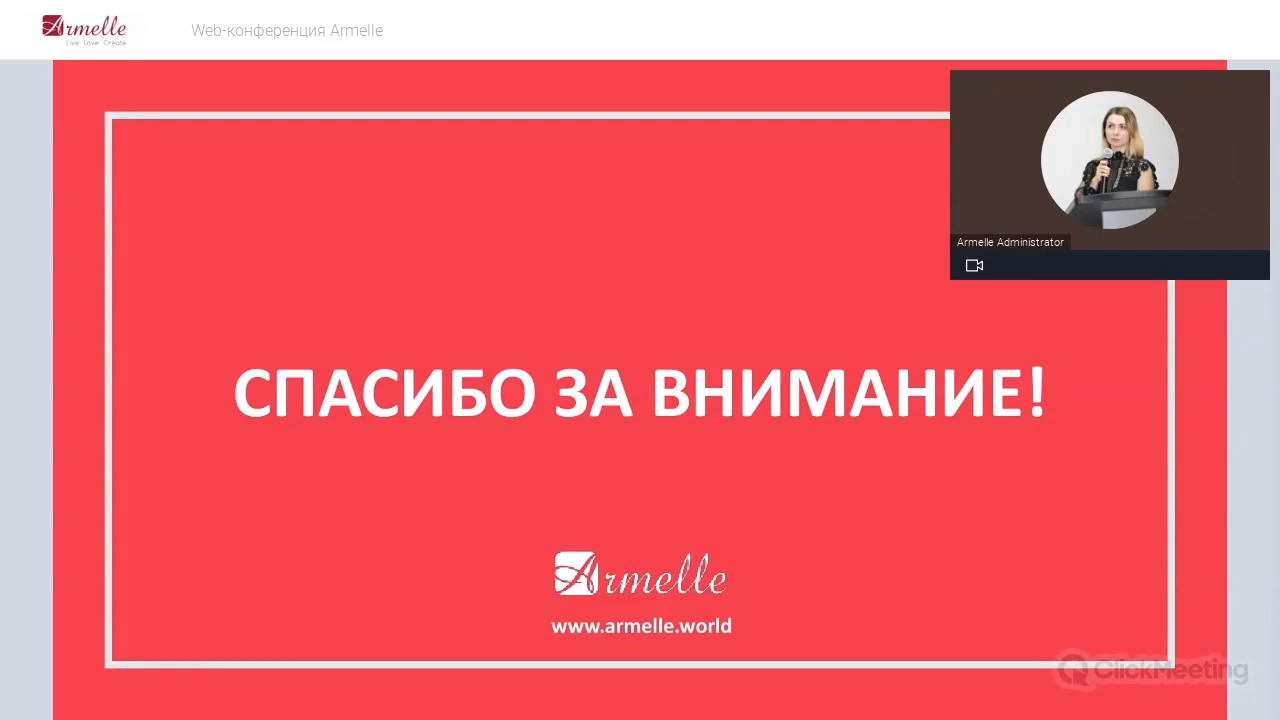 Armelle
Live Love Create
Web-конференция Armelle
Armelle Administrator
СПАСИБО ЗА ВНИМАНИЕ!
Armelle
www.armelle.world
ClickMeeting